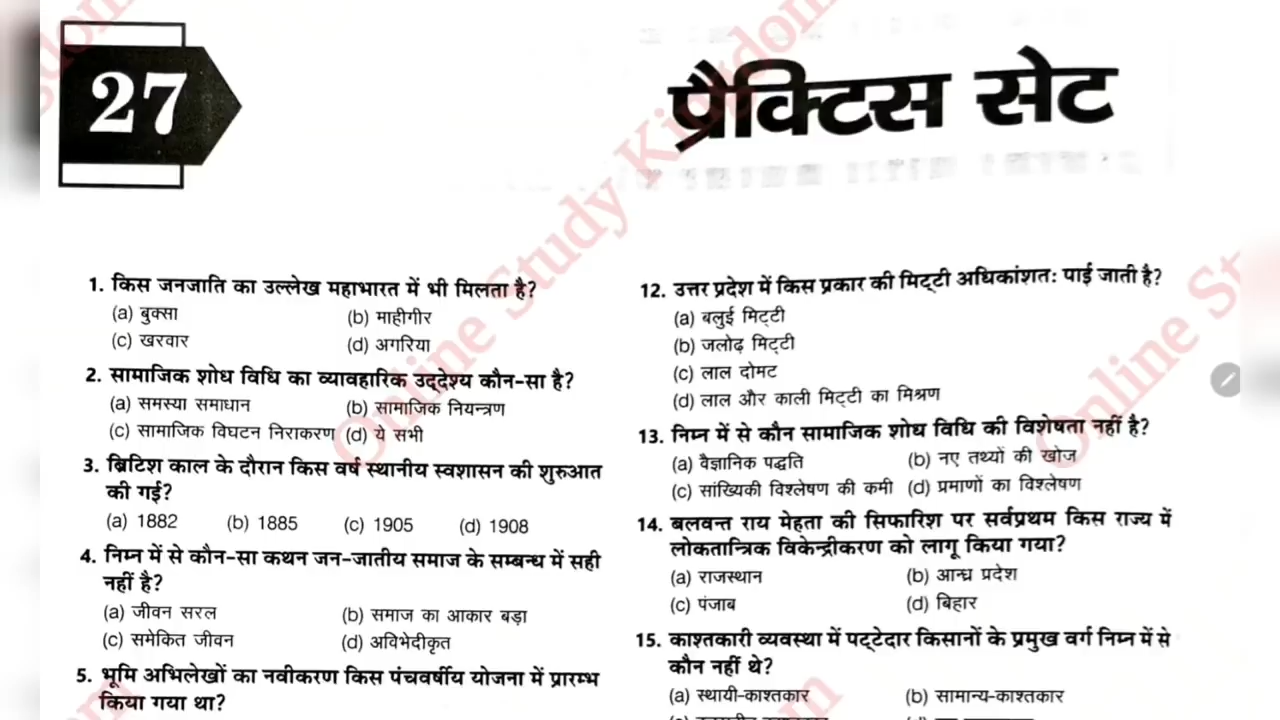 27
प्रैक्टिस सेट
1. किस जनजाति का उल्लेख महाभारत में भी मिलता है?
(a) बुक्सा (b) माहीगीर
(c) खरवार (d) अगरिया
2. सामाजिक शोध विधि का व्यावहारिक उद्देश्य कौन-सा है?
(a) समस्या समाधान (b) सामाजिक नियन्त्रण
(c) सामाजिक विघटन निराकरण (d) ये सभी
3. ब्रिटिश काल के दौरान किस वर्ष स्थानीय स्वशासन की शुरुआत
की गई?
(a) 1882 (b) 1885 (c) 1905 (d) 1908
4. निम्न में से कौन-सा कथन जन-जातीय समाज के सम्बन्ध में सही
नहीं है?
(a) जीवन सरल (b) समाज का आकार बड़ा
(c) समेकित जीवन (d) अविभेदीकृत
5. भूमि अभिलेखों का नवीकरण किस पंचवर्षीय योजना में प्रारम्भ
किया गया था?
12. उत्तर प्रदेश में किस प्रकार की मिट्टी अधिकांशतः पाई जाती है?
(a) बलुई मिट्टी
(b) जलोढ़ मिट्टी
(c) लाल दोमट
(d) लाल और काली मिट्टी का मिश्रण
13. निम्न में से कौन सामाजिक शोध विधि की विशेषता नहीं है?
(a) वैज्ञानिक पद्धति (b) नए तथ्यों की खोज
(c) सांख्यिकी विश्लेषण की कमी (d) प्रमाणों का विश्लेषण
14. बलवन्त राय मेहता की सिफारिश पर सर्वप्रथम किस राज्य में
लोकतान्त्रिक विकेन्द्रीकरण को लागू किया गया?
(a) राजस्थान (b) आन्ध्र प्रदेश
(c) पंजाब (d) बिहार
15. काश्तकारी व्यवस्था में पट्टेदार किसानों के प्रमुख वर्ग निम्न में से
कौन नहीं थे?
(a) स्थायी-काश्तकार (b) सामान्य-काश्तकार
Online Study Kingdom
Online St